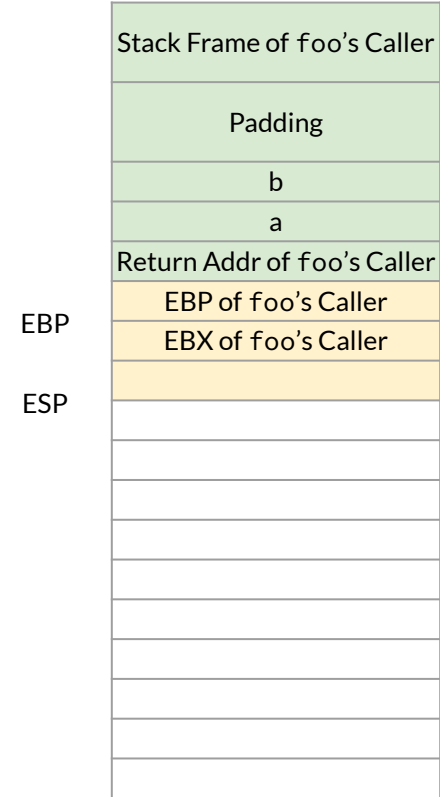 Stack Frame of foo's Caller
Padding
b
a
Return Addr of foo's Caller
EBP of foo's Caller
EBP
EBX of foo's Caller
ESP